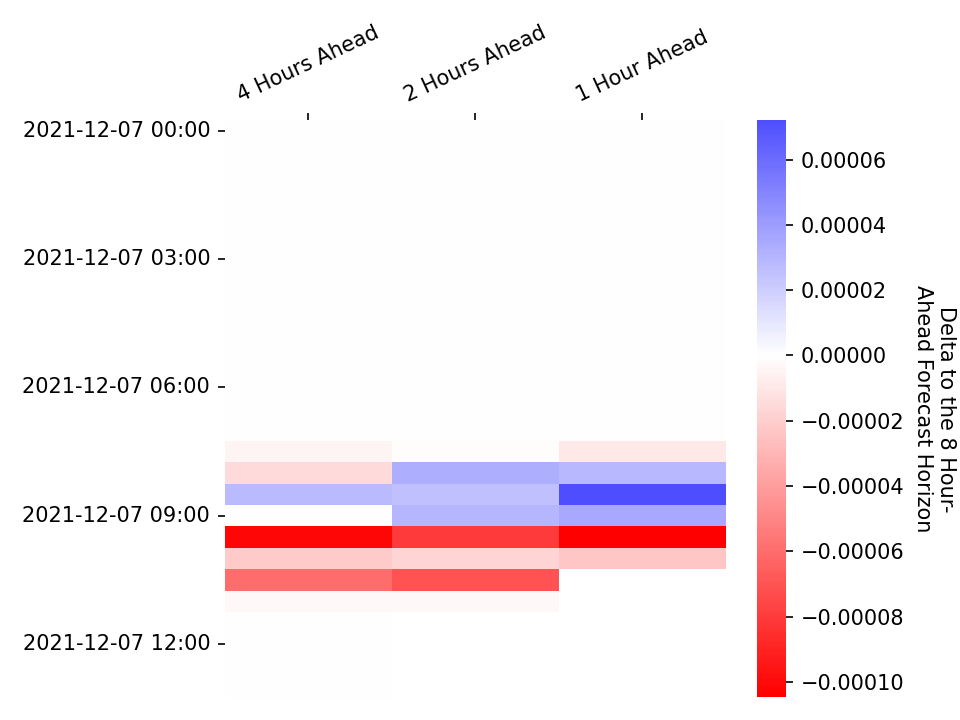 4 Hours Ahead
2 Hours Ahead
1 Hour Ahead
2021-12-07 00:00
2021-12-07 03:00
2021-12-07 06:00
2021-12-07 09:00
2021-12-07 12:00
0.00006
0.00004
0.00002
0.00000
−0.00002
−0.00004
−0.00006
−0.00008
−0.00010
Delta to the 8 Hour-
Ahead Forecast Horizon